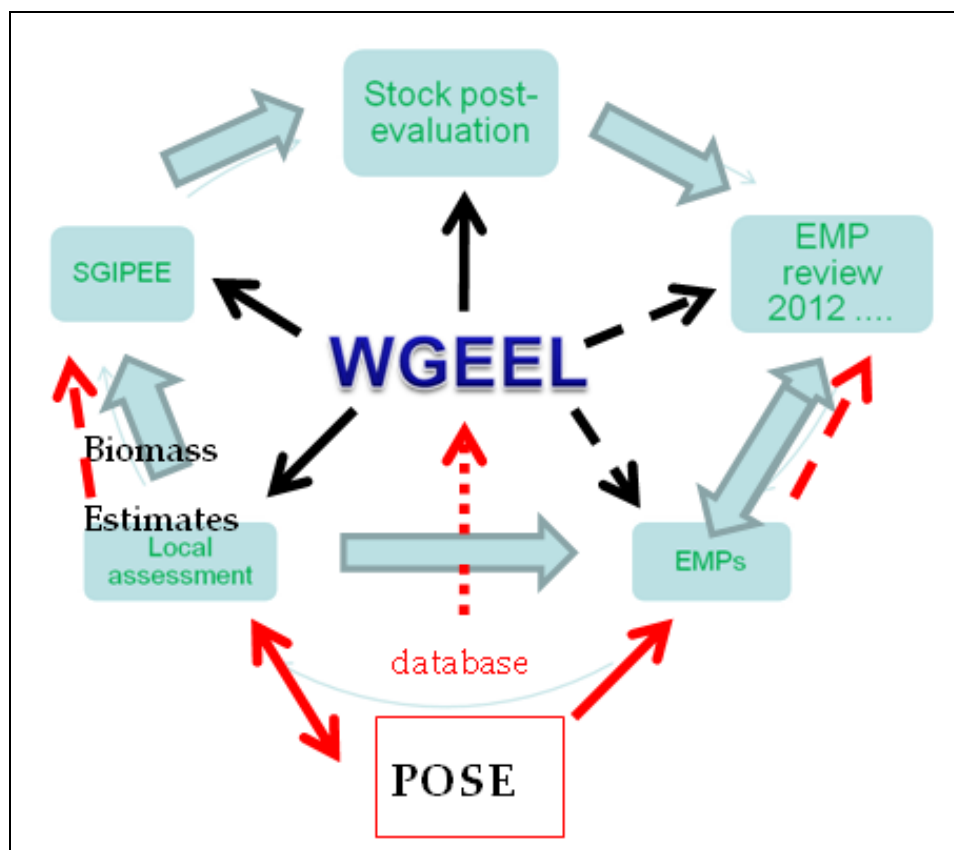 Stock post-
evaluation
SGIPEE
EMP
review
2012 ....
WGEEL
Biomass
Estimates
Local
assessment
EMPs
database
POSE